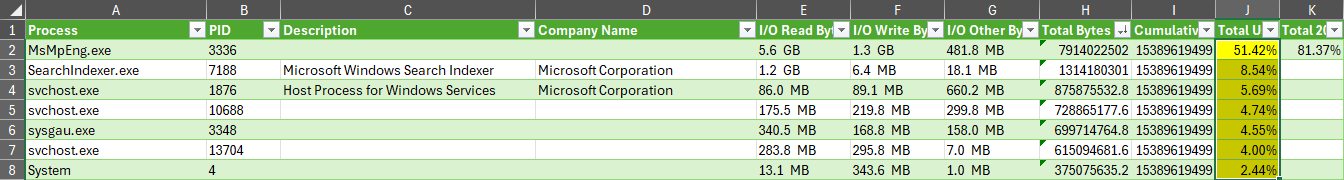 A B C D E F G H I J K
1 Process PID Description Company Name I/O Read Byt I/O Write By I/O Other By Total Bytes Cumulativ Total U Total 20
2 MsMpEng.exe 3336 5.6 GB 1.3 GB 481.8 MB 7914022502 15389619499 51.42% 81.37%
3 SearchIndexer.exe 7188 Microsoft Windows Search Indexer Microsoft Corporation 1.2 GB 6.4 MB 18.1 MB 1314180301 15389619499 8.54%
4 svchost.exe 1876 Host Process for Windows Services Microsoft Corporation 86.0 MB 89.1 MB 660.2 MB 875875532.8 15389619499 5.69%
5 svchost.exe 10688 175.5 MB 219.8 MB 299.8 MB 728865177.6 15389619499 4.74%
6 sysgau.exe 3348 340.5 MB 168.8 MB 158.0 MB 699714764.8 15389619499 4.55%
7 svchost.exe 13704 283.8 MB 295.8 MB 7.0 MB 615094681.6 15389619499 4.00%
8 System 4 13.1 MB 343.6 MB 1.0 MB 375075635.2 15389619499 2.44%